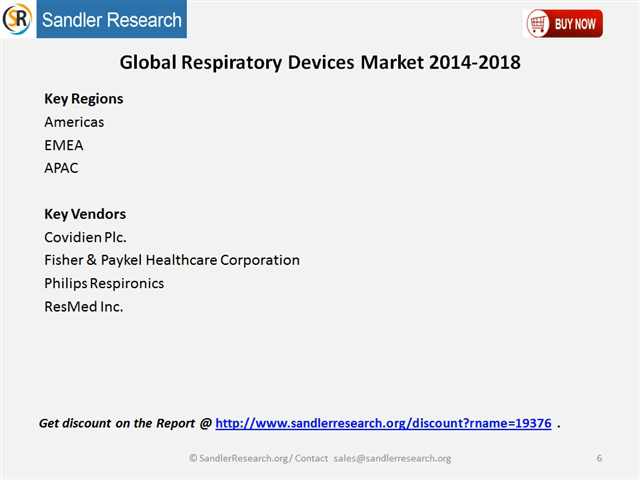 SR Sandler Research
BUY NOW
Global Respiratory Devices Market 2014-2018
Key Regions
Americas
EMEA
APAC
Key Vendors
Covidien Plc.
Fisher & Paykel Healthcare Corporation
Philips Respironics
ResMed Inc.
Get discount on the Report @ http://www.sandlerresearch.org/discount?rname=19376 .
© SandlerResearch.org/ Contact sales@sandlerresearch.org
6